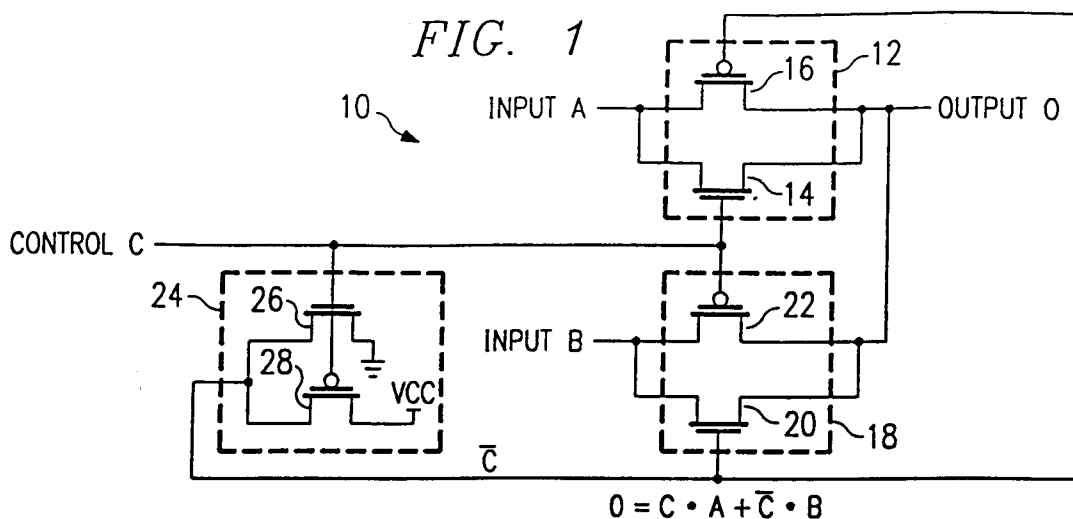 FIG. 1
12
16
INPUT A
OUTPUT O
10
14
CONTROL C
24
26
22
INPUT B
28
VCC
20
18
C̅
O = C • A + C̅ • B